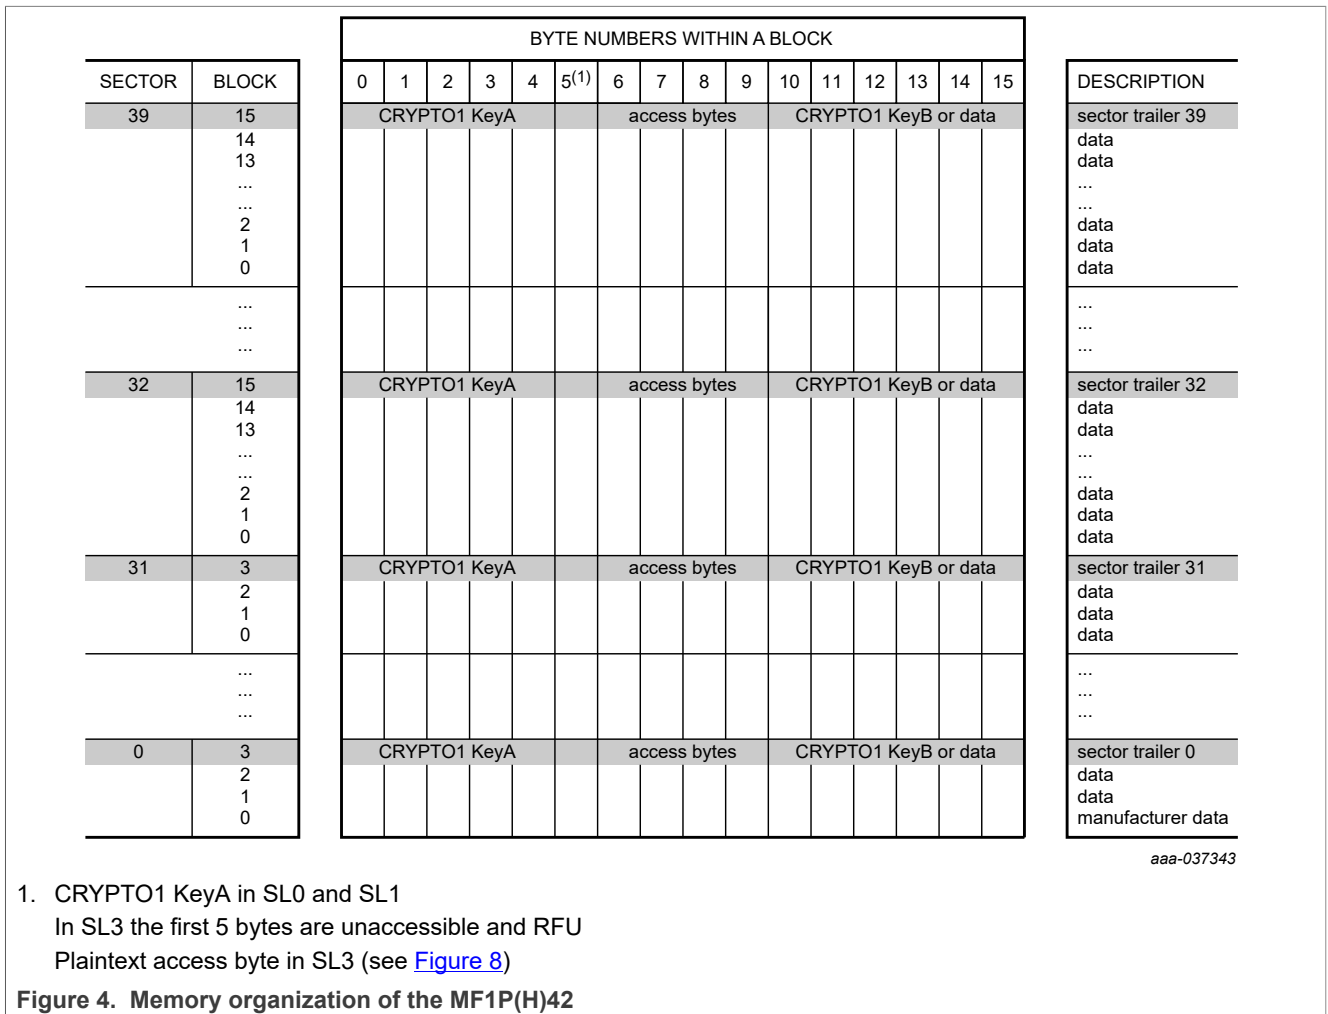 BYTE NUMBERS WITHIN A BLOCK
SECTOR BLOCK 0 1 2 3 4 5(1) 6 7 8 9 10 11 12 13 14 15 DESCRIPTION
39 15 CRYPTO1 KeyA access bytes CRYPTO1 KeyB or data sector trailer 39
14 data
13 data
... ...
... ...
2 data
1 data
0 data
... ...
... ...
... ...
32 15 CRYPTO1 KeyA access bytes CRYPTO1 KeyB or data sector trailer 32
14 data
13 data
... ...
... ...
2 data
1 data
0 data
31 3 CRYPTO1 KeyA access bytes CRYPTO1 KeyB or data sector trailer 31
2 data
1 data
0 data
... ...
... ...
... ...
0 3 CRYPTO1 KeyA access bytes CRYPTO1 KeyB or data sector trailer 0
2 data
1 data
0 manufacturer data
aaa-037343
1. CRYPTO1 KeyA in SL0 and SL1
In SL3 the first 5 bytes are unaccessible and RFU
Plaintext access byte in SL3 (see Figure 8)
Figure 4. Memory organization of the MF1P(H)42